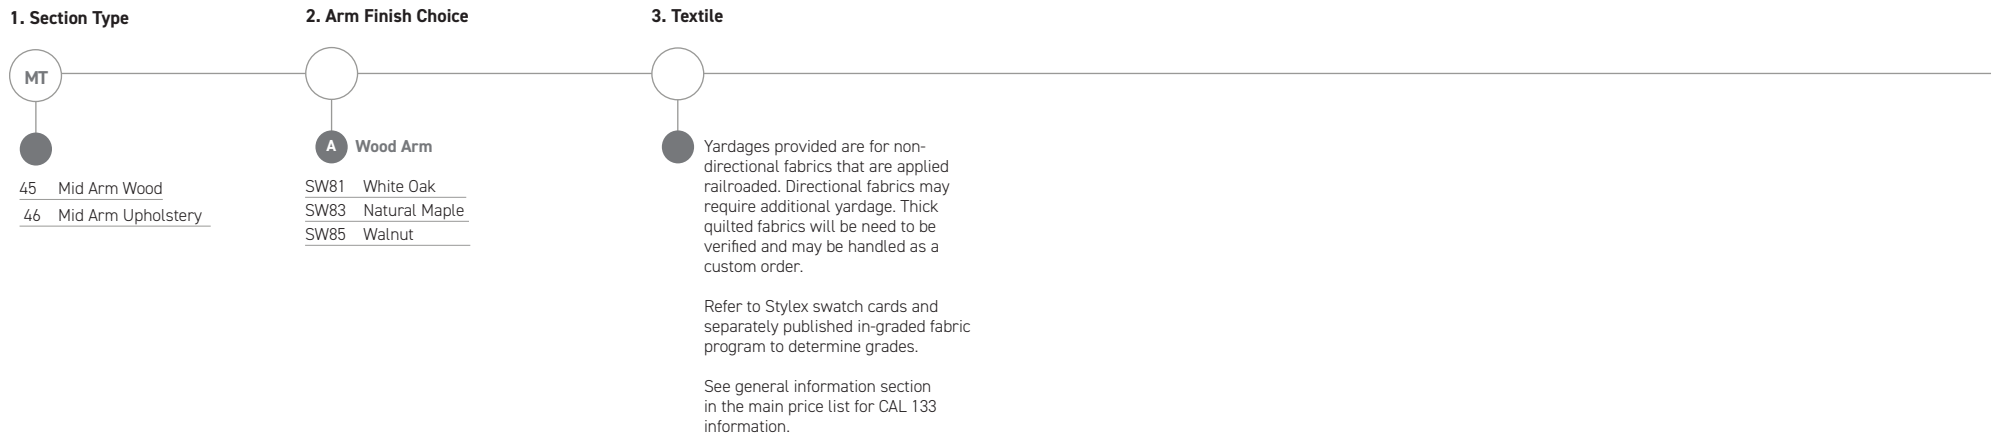 1. Section Type
MT
45 Mid Arm Wood
46 Mid Arm Upholstery
2. Arm Finish Choice
A Wood Arm
SW81 White Oak
SW83 Natural Maple
SW85 Walnut
3. Textile
Yardages provided are for non-
directional fabrics that are applied
railroaded. Directional fabrics may
require additional yardage. Thick
quilted fabrics will be need to be
verified and may be handled as a
custom order.
Refer to Stylex swatch cards and
separately published in-graded fabric
program to determine grades.
See general information section
in the main price list for CAL 133
information.